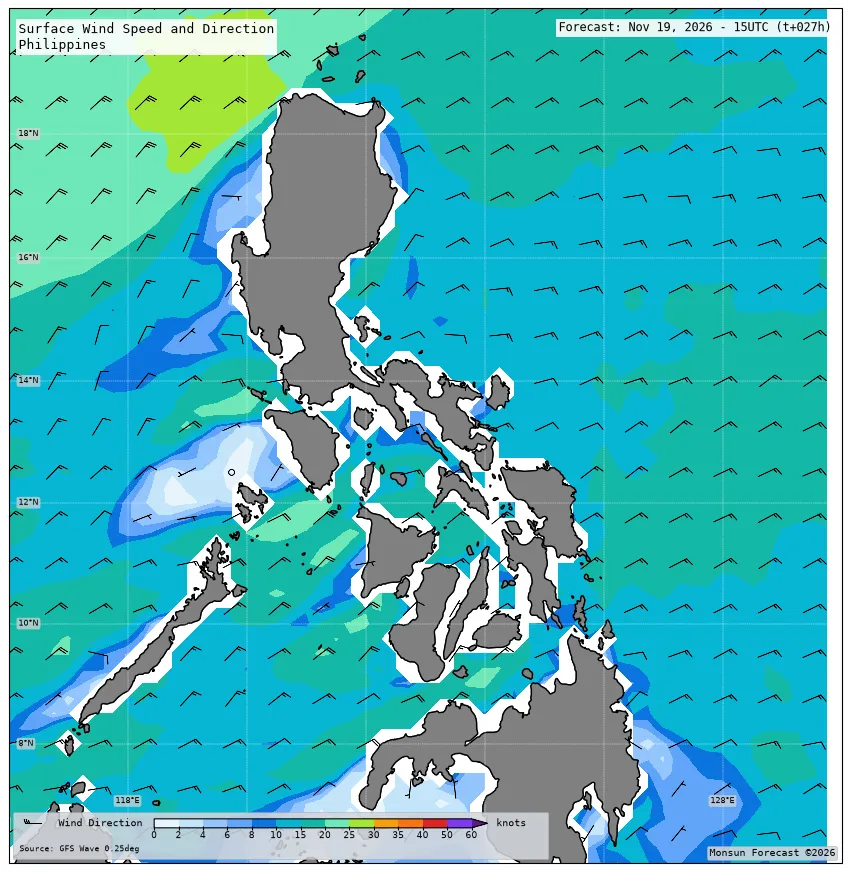 Surface Wind Speed and Direction
Philippines
Forecast: Nov 19, 2026 - 15UTC (t+027h)
18°N
16°N
14°N
12°N
10°N
8°N
118°E
128°E
Wind Direction
knots
0 2 4 6 8 10 15 20 25 30 35 40 50 60
Source: GFS Wave 0.25deg
Monsun Forecast ©2026